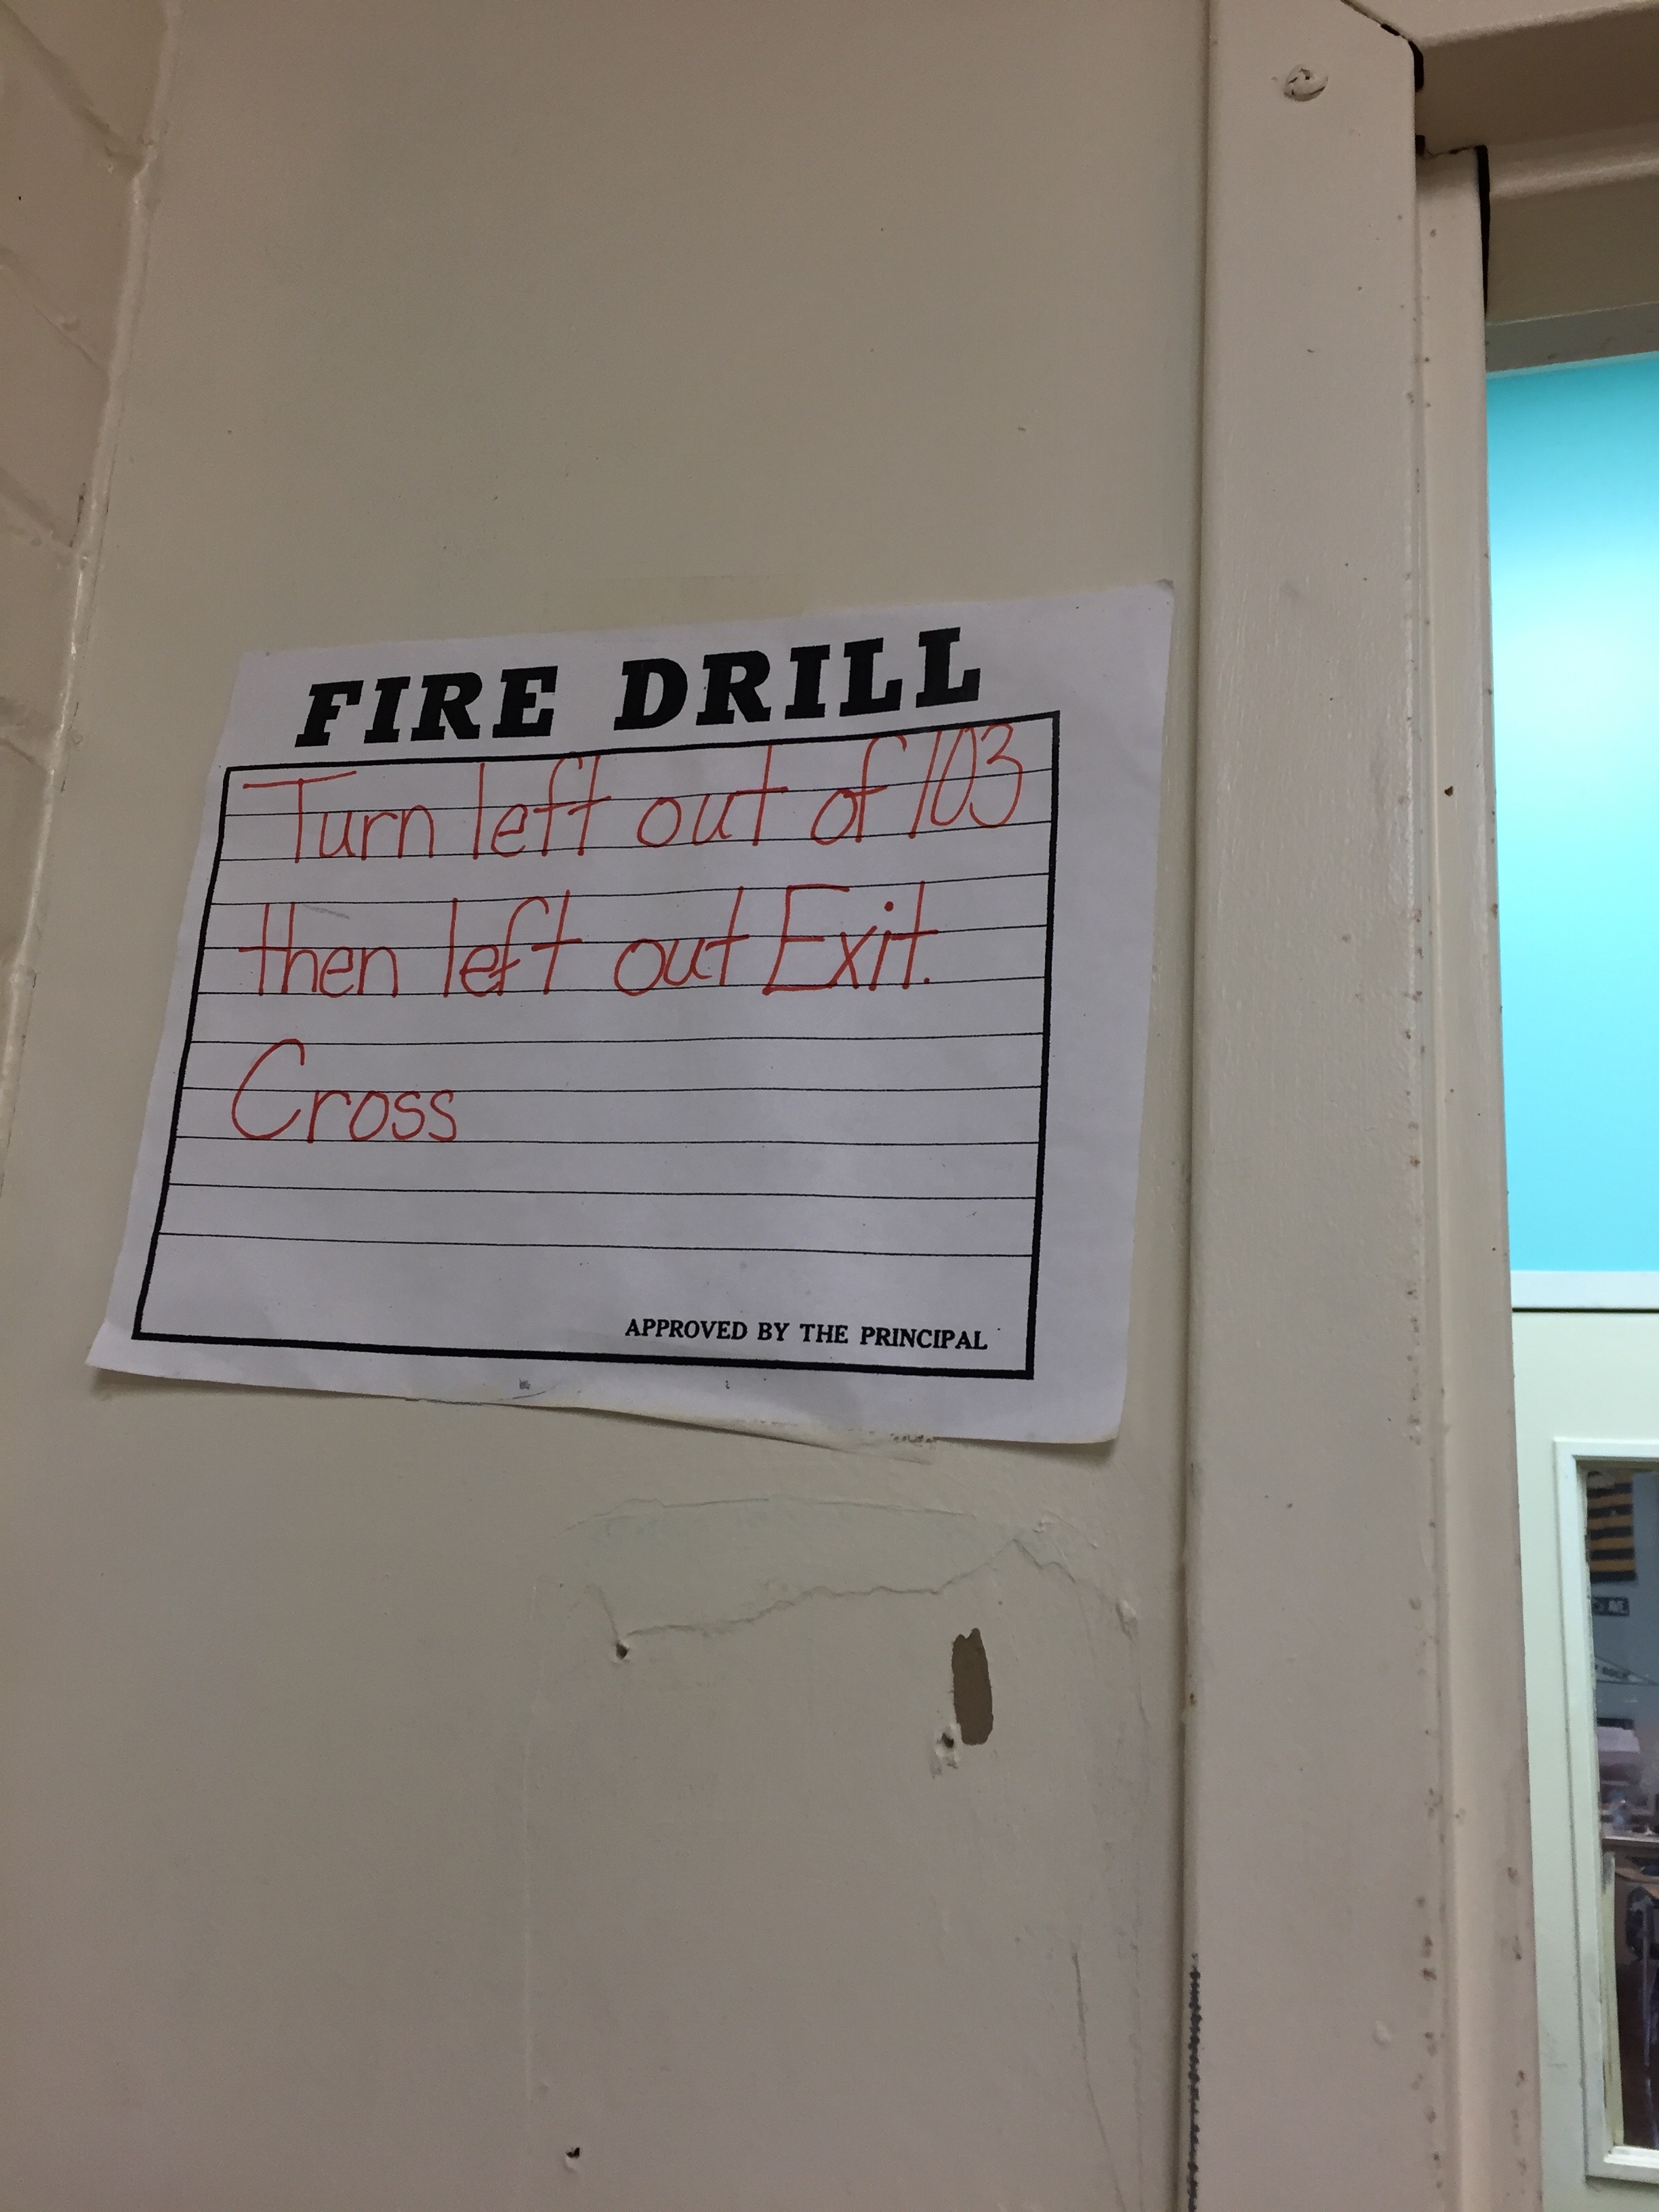 FIRE DRILL
Turn left out of 103
then left out Exit.
Cross
APPROVED BY THE PRINCIPAL